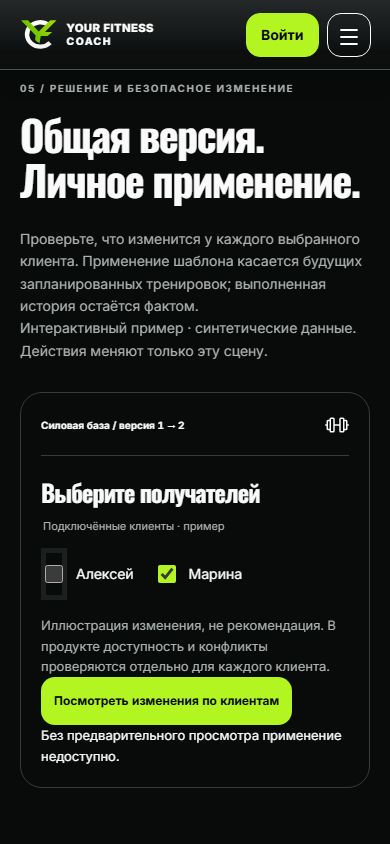 YOUR FITNESS
COACH
Войти
05 / РЕШЕНИЕ И БЕЗОПАСНОЕ ИЗМЕНЕНИЕ
Общая версия.
Личное применение.
Проверьте, что изменится у каждого выбранного
клиента. Применение шаблона касается будущих
запланированных тренировок; выполненная
история остаётся фактом.
Интерактивный пример · синтетические данные.
Действия меняют только эту сцену.
Силовая база / версия 1 → 2
Выберите получателей
Подключённые клиенты · пример
Алексей
Марина
Иллюстрация изменения, не рекомендация. В
продукте доступность и конфликты
проверяются отдельно для каждого клиента.
Посмотреть изменения по клиентам
Без предварительного просмотра применение
недоступно.